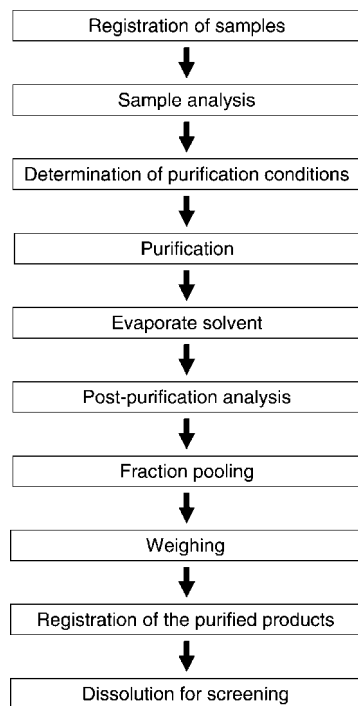 Registration of samples
Sample analysis
Determination of purification conditions
Purification
Evaporate solvent
Post-purification analysis
Fraction pooling
Weighing
Registration of the purified products
Dissolution for screening